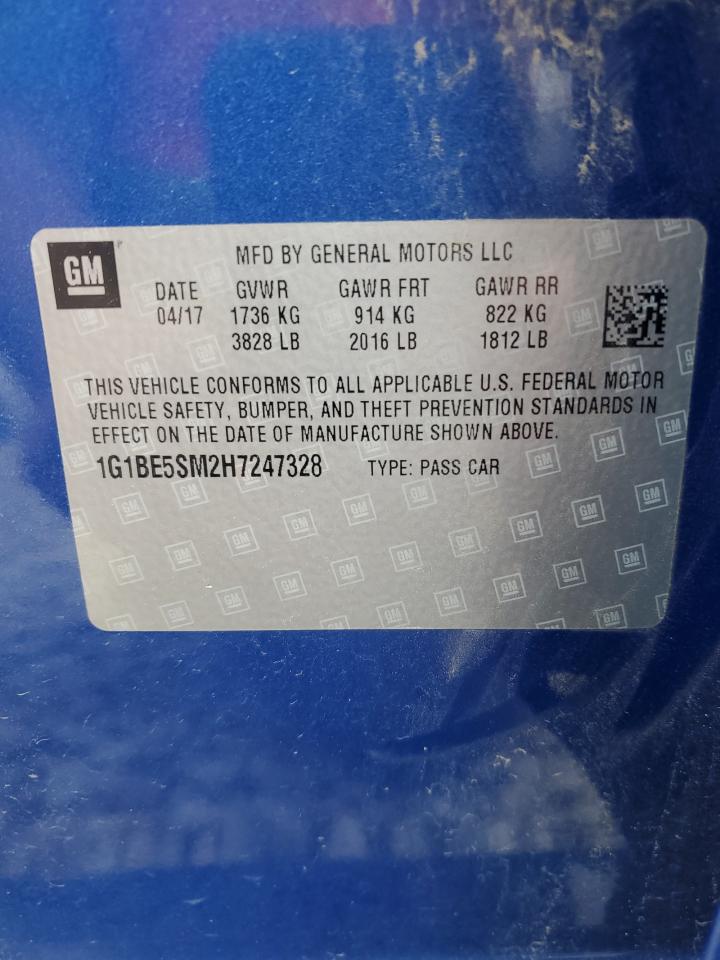 GM
MFD BY GENERAL MOTORS LLC
DATE GVWR GAWR FRT GAWR RR
04/17 1736 KG 914 KG 822 KG
3828 LB 2016 LB 1812 LB
THIS VEHICLE CONFORMS TO ALL APPLICABLE U.S. FEDERAL MOTOR
VEHICLE SAFETY, BUMPER, AND THEFT PREVENTION STANDARDS IN
EFFECT ON THE DATE OF MANUFACTURE SHOWN ABOVE.
1G1BE5SM2H7247328 TYPE: PASS CAR